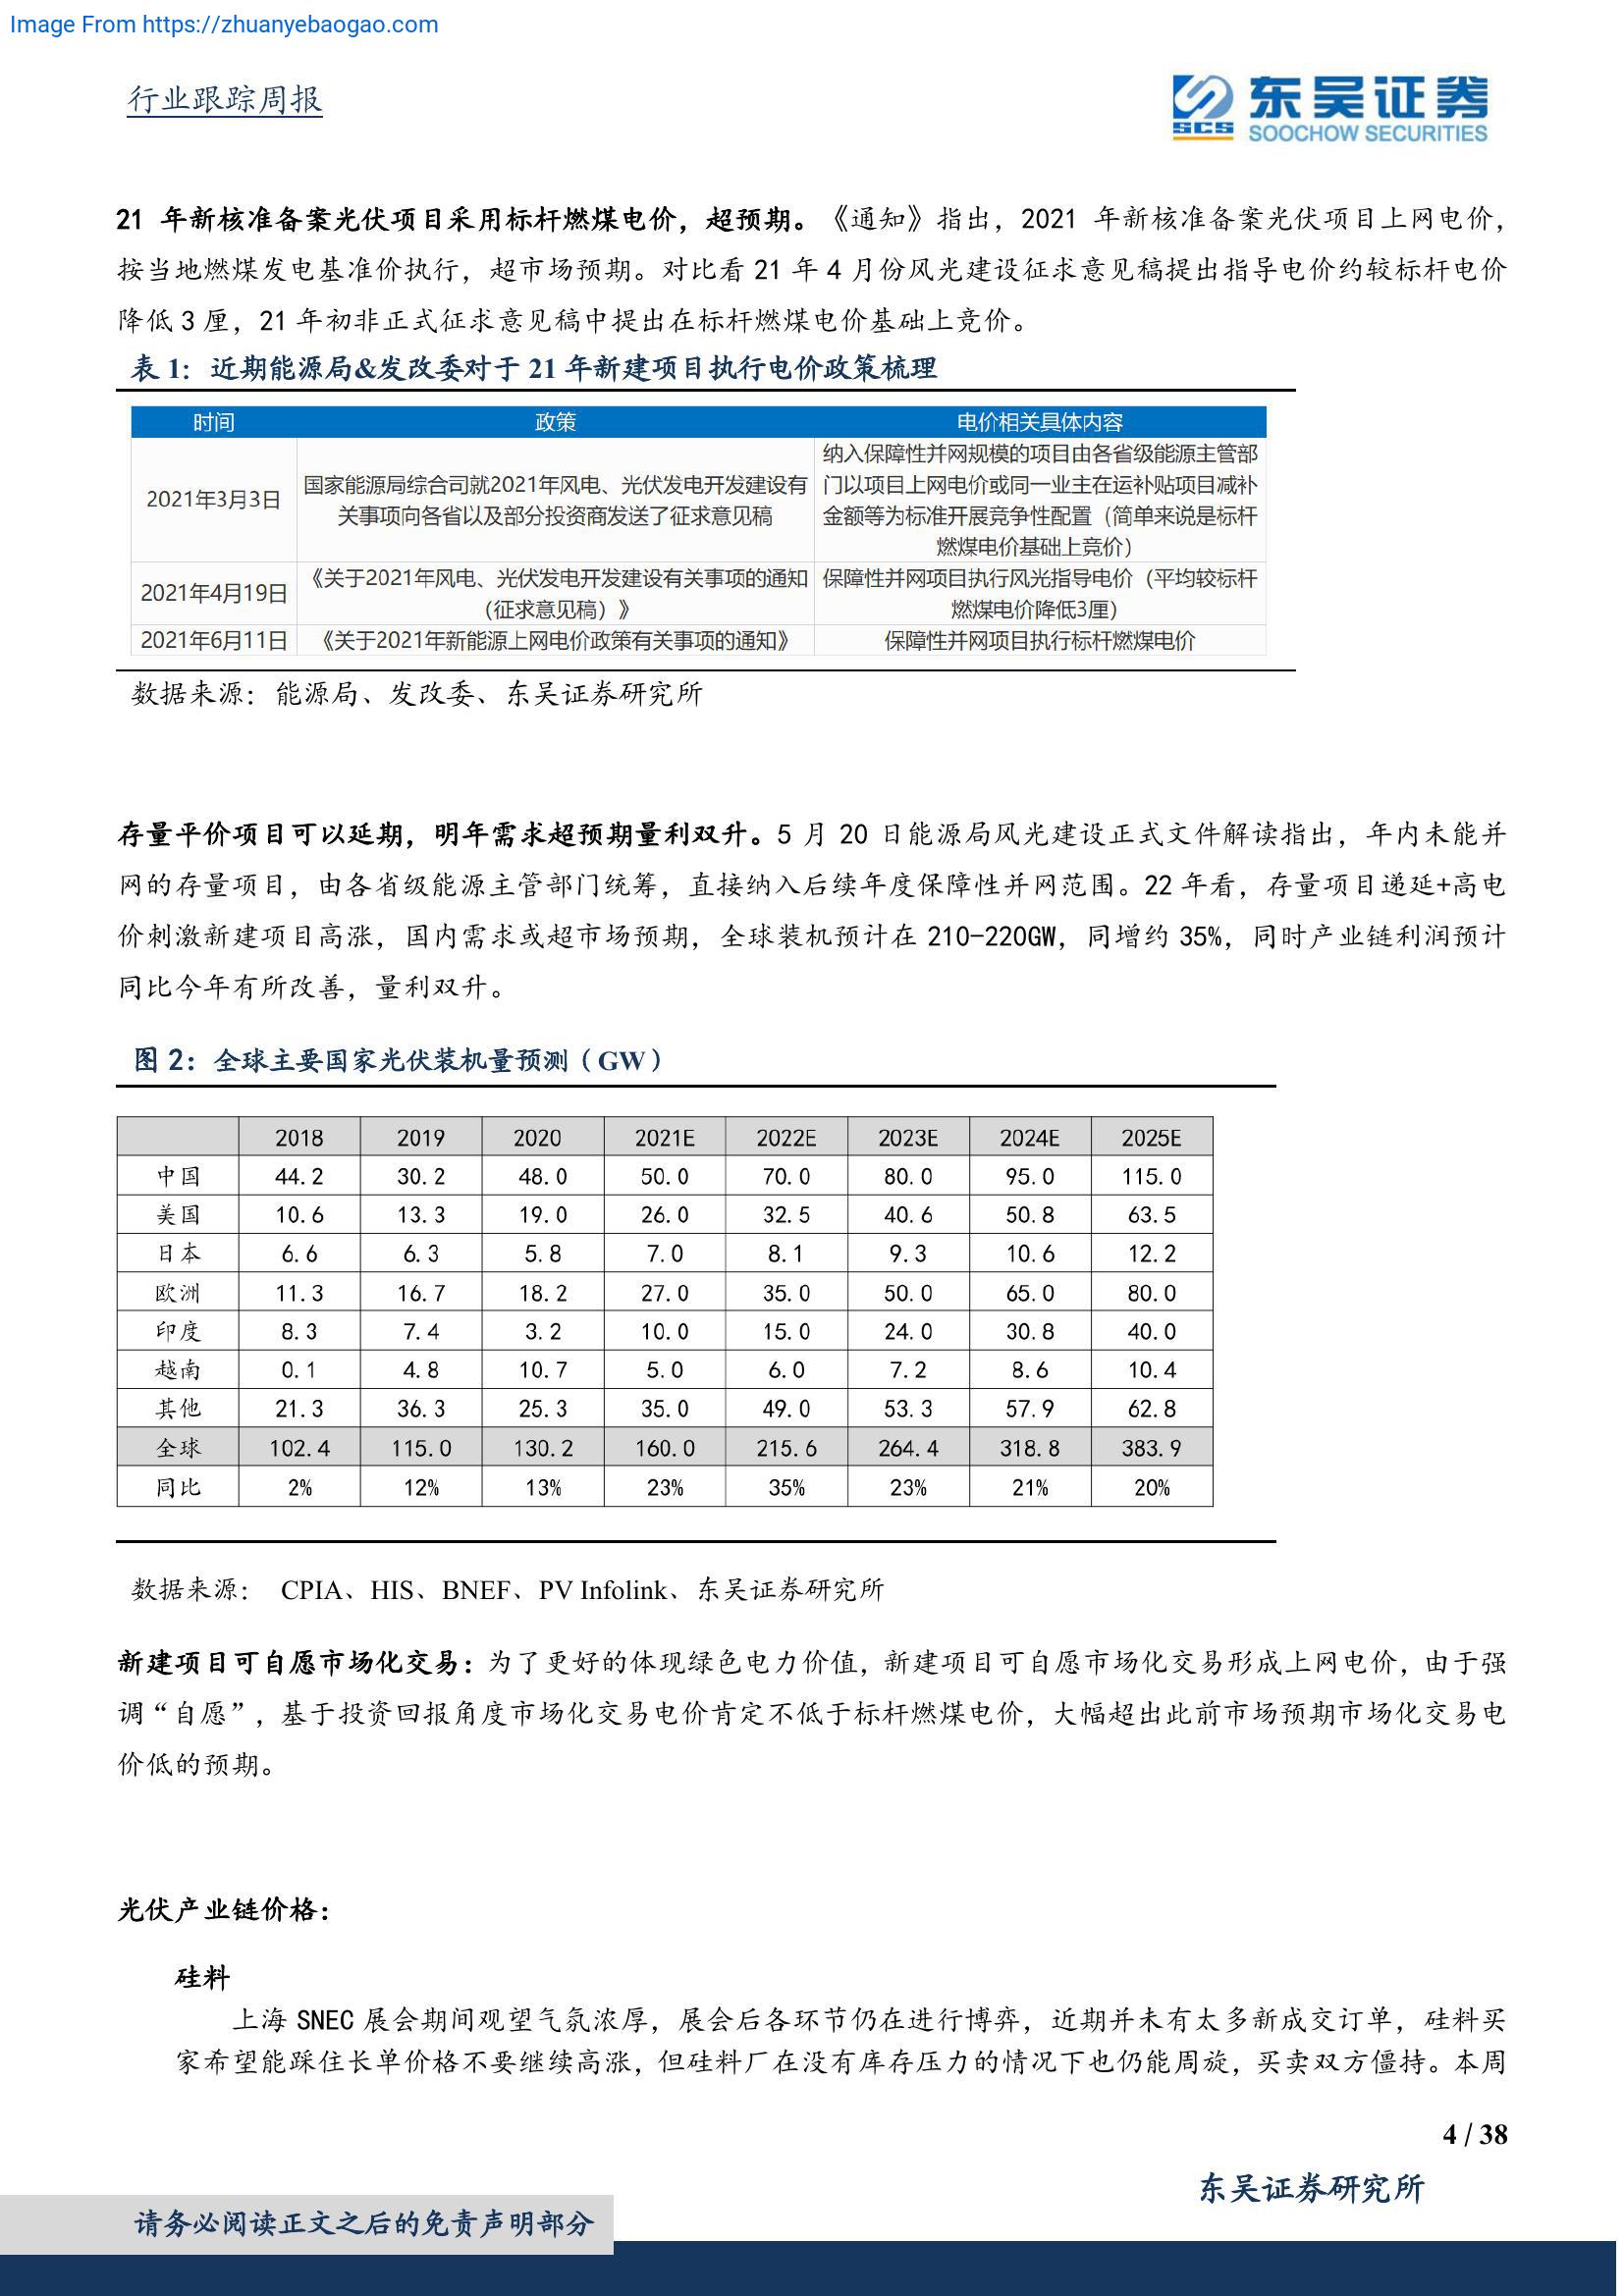 Image From https://zhuanyebaogao.com
行业跟踪周报
东吴证券
SCS
SOOCHOW SECURITIES
21 年新核准备案光伏项目采用标杆燃煤电价，超预期。《通知》指出，2021 年新核准备案光伏项目上网电价，
按当地燃煤发电基准价执行，超市场预期。对比看 21 年 4 月份风光建设征求意见稿提出指导电价约较标杆电价
降低 3 厘，21 年初非正式征求意见稿中提出在标杆燃煤电价基础上竞价。
表 1：近期能源局&发改委对于 21 年新建项目执行电价政策梳理
时间 政策 电价相关具体内容
2021年3月3日
国家能源局综合司就2021年风电、光伏发电开发建设有
关事项向各省以及部分投资商发送了征求意见稿
纳入保障性并网规模的项目由各省级能源主管部
门以项目上网电价或同一业主在运补贴项目减补
金额等为标准开展竞争性配置（简单来说是标杆
燃煤电价基础上竞价）
2021年4月19日
《关于2021年风电、光伏发电开发建设有关事项的通知
（征求意见稿）》
保障性并网项目执行风光指导电价（平均较标杆
燃煤电价降低3厘）
2021年6月11日 《关于2021年新能源上网电价政策有关事项的通知》 保障性并网项目执行标杆燃煤电价
数据来源：能源局、发改委、东吴证券研究所
存量平价项目可以延期，明年需求超预期量利双升。5 月 20 日能源局风光建设正式文件解读指出，年内未能并
网的存量项目，由各省级能源主管部门统筹，直接纳入后续年度保障性并网范围。22 年看，存量项目递延+高电
价刺激新建项目高涨，国内需求或超市场预期，全球装机预计在 210-220GW，同增约 35%，同时产业链利润预计
同比今年有所改善，量利双升。
图 2：全球主要国家光伏装机量预测（GW）
2018 2019 2020 2021E 2022E 2023E 2024E 2025E
中国 44.2 30.2 48.0 50.0 70.0 80.0 95.0 115.0
美国 10.6 13.3 19.0 26.0 32.5 40.6 50.8 63.5
日本 6.6 6.3 5.8 7.0 8.1 9.3 10.6 12.2
欧洲 11.3 16.7 18.2 27.0 35.0 50.0 65.0 80.0
印度 8.3 7.4 3.2 10.0 15.0 24.0 30.8 40.0
越南 0.1 4.8 10.7 5.0 6.0 7.2 8.6 10.4
其他 21.3 36.3 25.3 35.0 49.0 53.3 57.9 62.8
全球 102.4 115.0 130.2 160.0 215.6 264.4 318.8 383.9
同比 2% 12% 13% 23% 35% 23% 21% 20%
数据来源： CPIA、HIS、BNEF、PV Infolink、东吴证券研究所
新建项目可自愿市场化交易：为了更好的体现绿色电力价值，新建项目可自愿市场化交易形成上网电价，由于强
调“自愿”，基于投资回报角度市场化交易电价肯定不低于标杆燃煤电价，大幅超出此前市场预期市场化交易电
价低的预期。
光伏产业链价格：
硅料
上海 SNEC 展会期间观望气氛浓厚，展会后各环节仍在进行博弈，近期并未有太多新成交订单，硅料买
家希望能踩住长单价格不要继续高涨，但硅料厂在没有库存压力的情况下也仍能周旋，买卖双方僵持。本周
4 / 38
东吴证券研究所
请务必阅读正文之后的免责声明部分